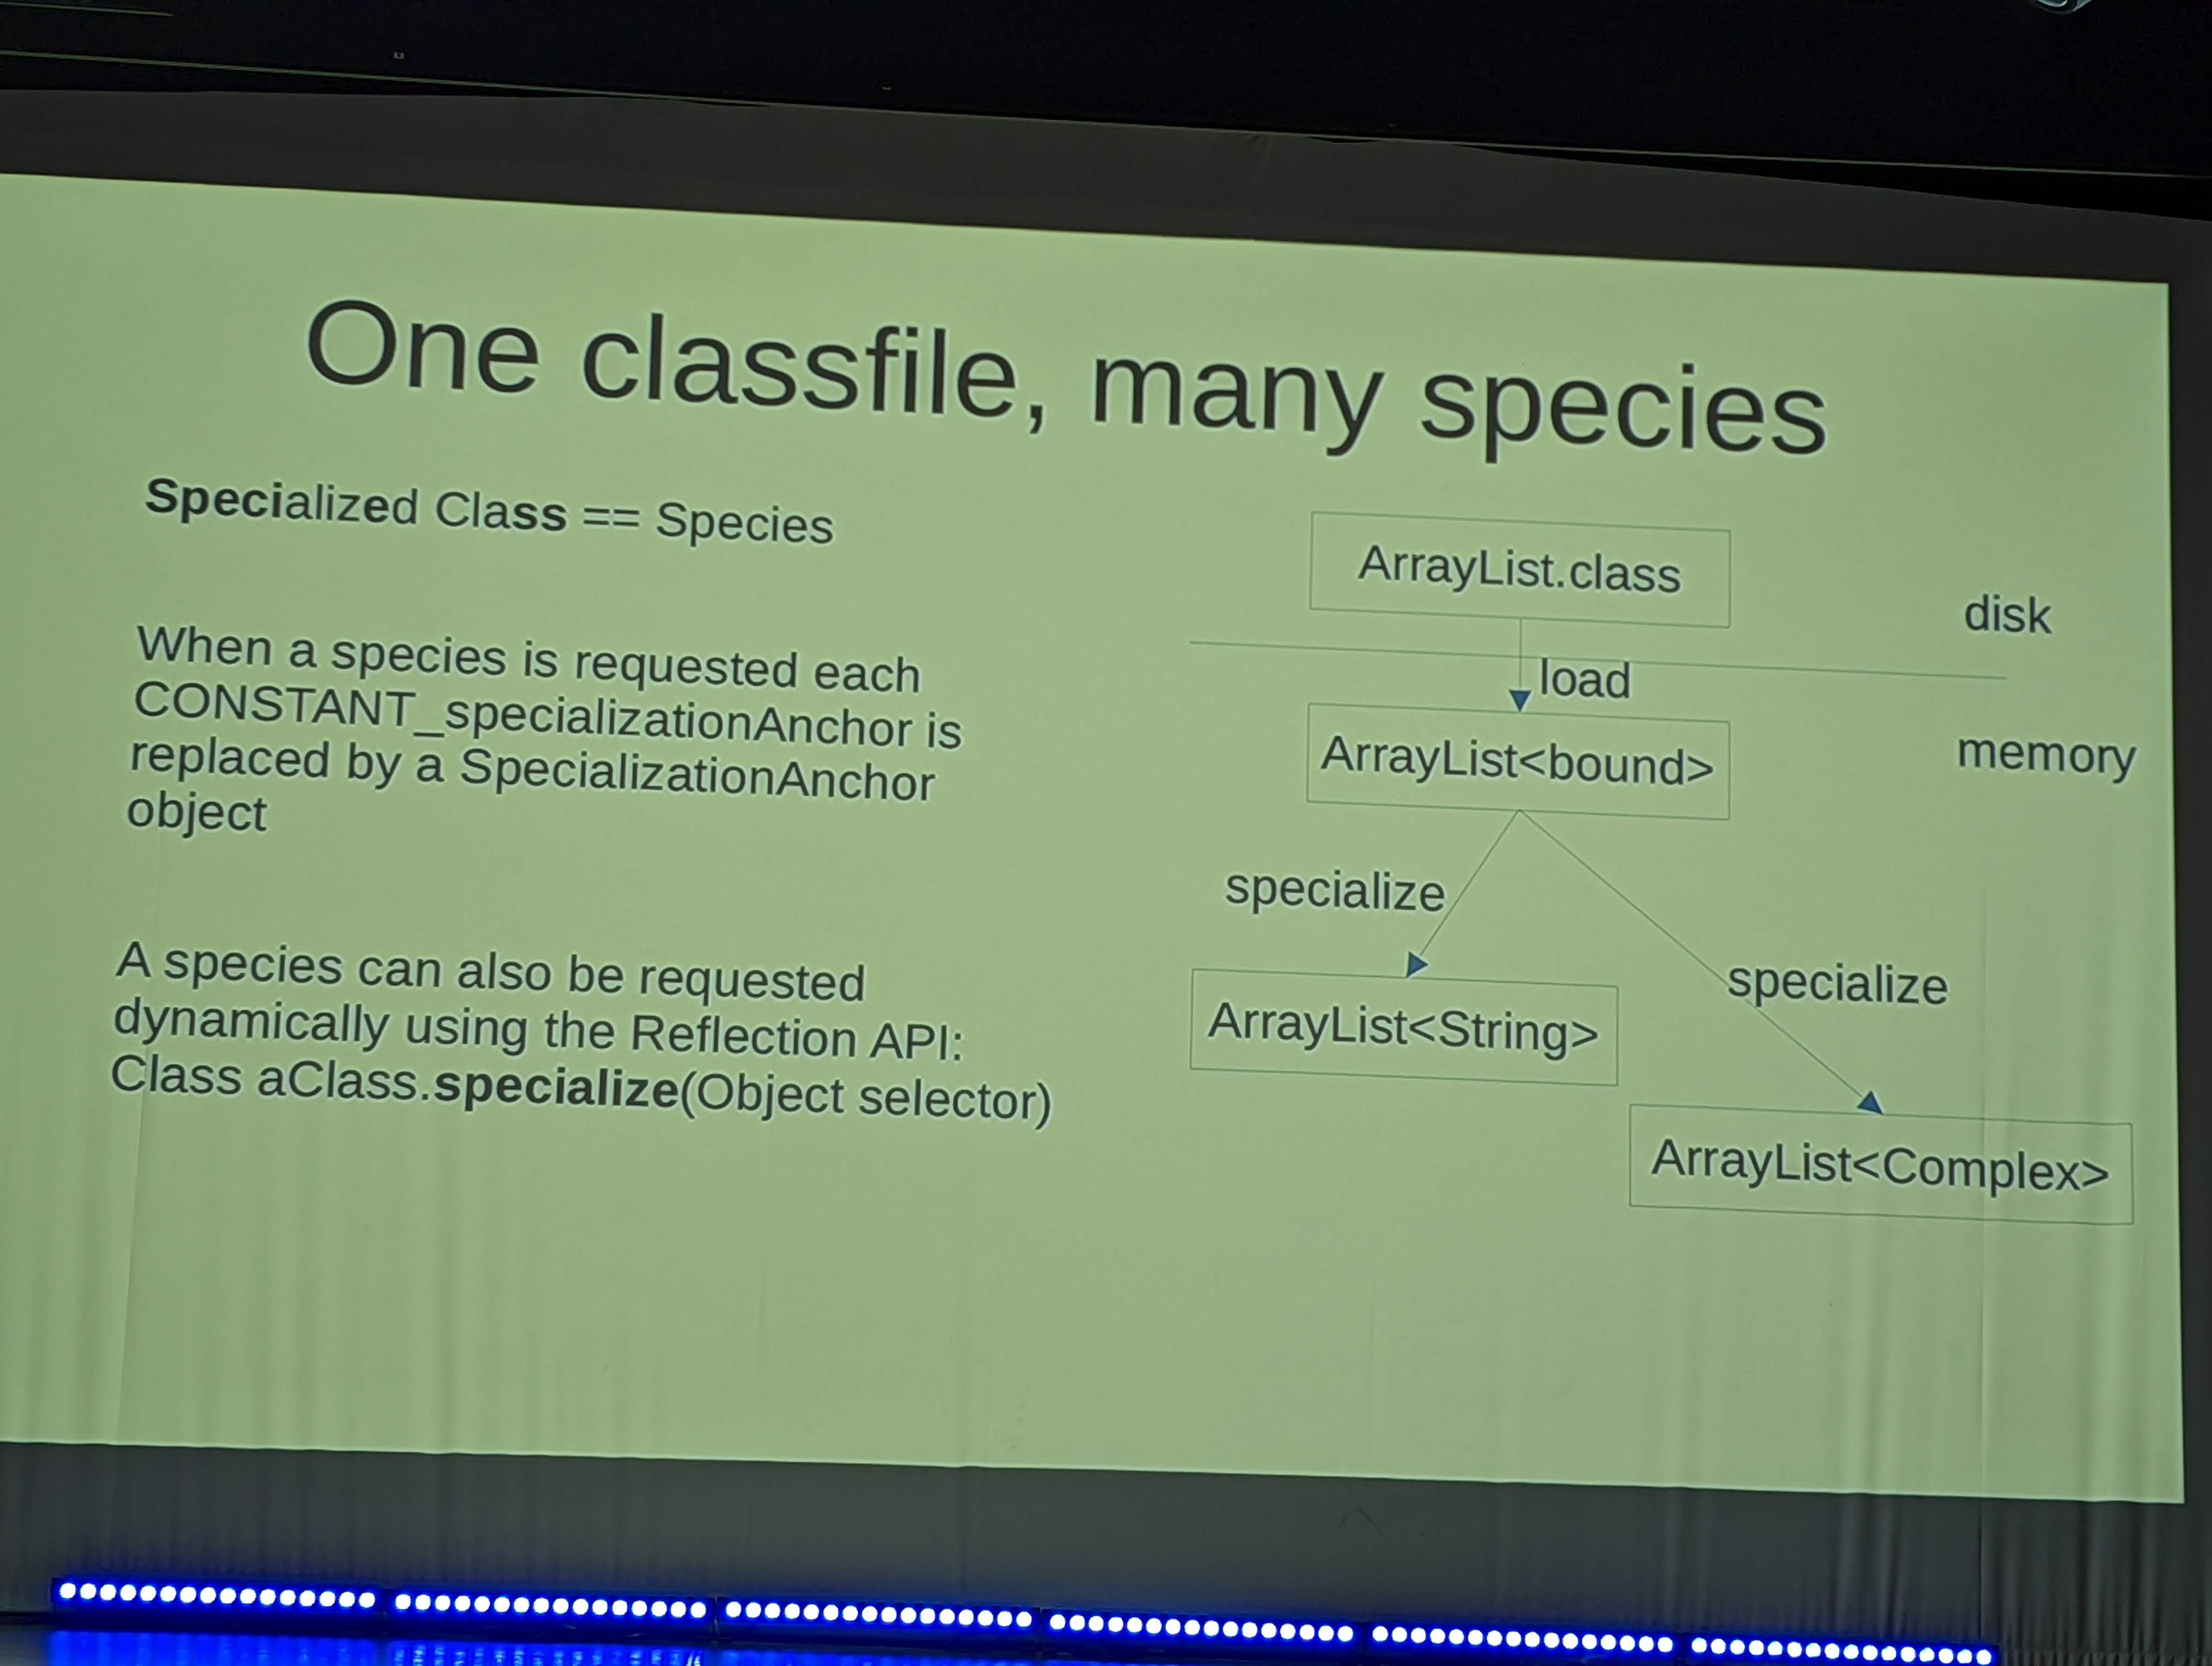 One classfile, many species
Specialized Class == Species
When a species is requested each
CONSTANT_specializationAnchor is
replaced by a SpecializationAnchor
object
A species can also be requested
dynamically using the Reflection API:
Class aClass.specialize(Object selector)
ArrayList.class
disk
load
ArrayList<bound>
memory
specialize
specialize
ArrayList<String>
ArrayList<Complex>